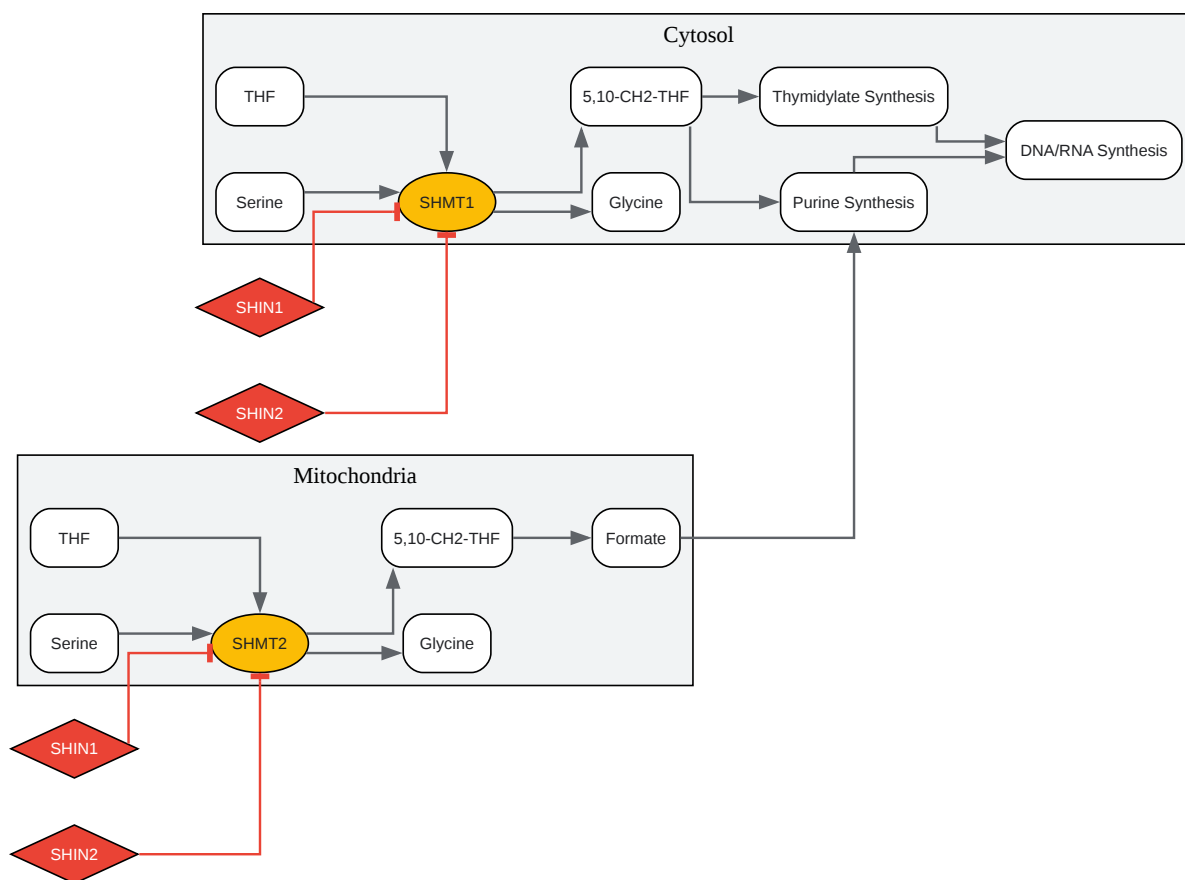 Cytosol
THF
5,10-CH2-THF
Thymidylate Synthesis
DNA/RNA Synthesis
Serine
SHMT1
Glycine
Purine Synthesis
SHIN1
SHIN2
Mitochondria
THF
5,10-CH2-THF
Formate
Serine
SHMT2
Glycine
SHIN1
SHIN2